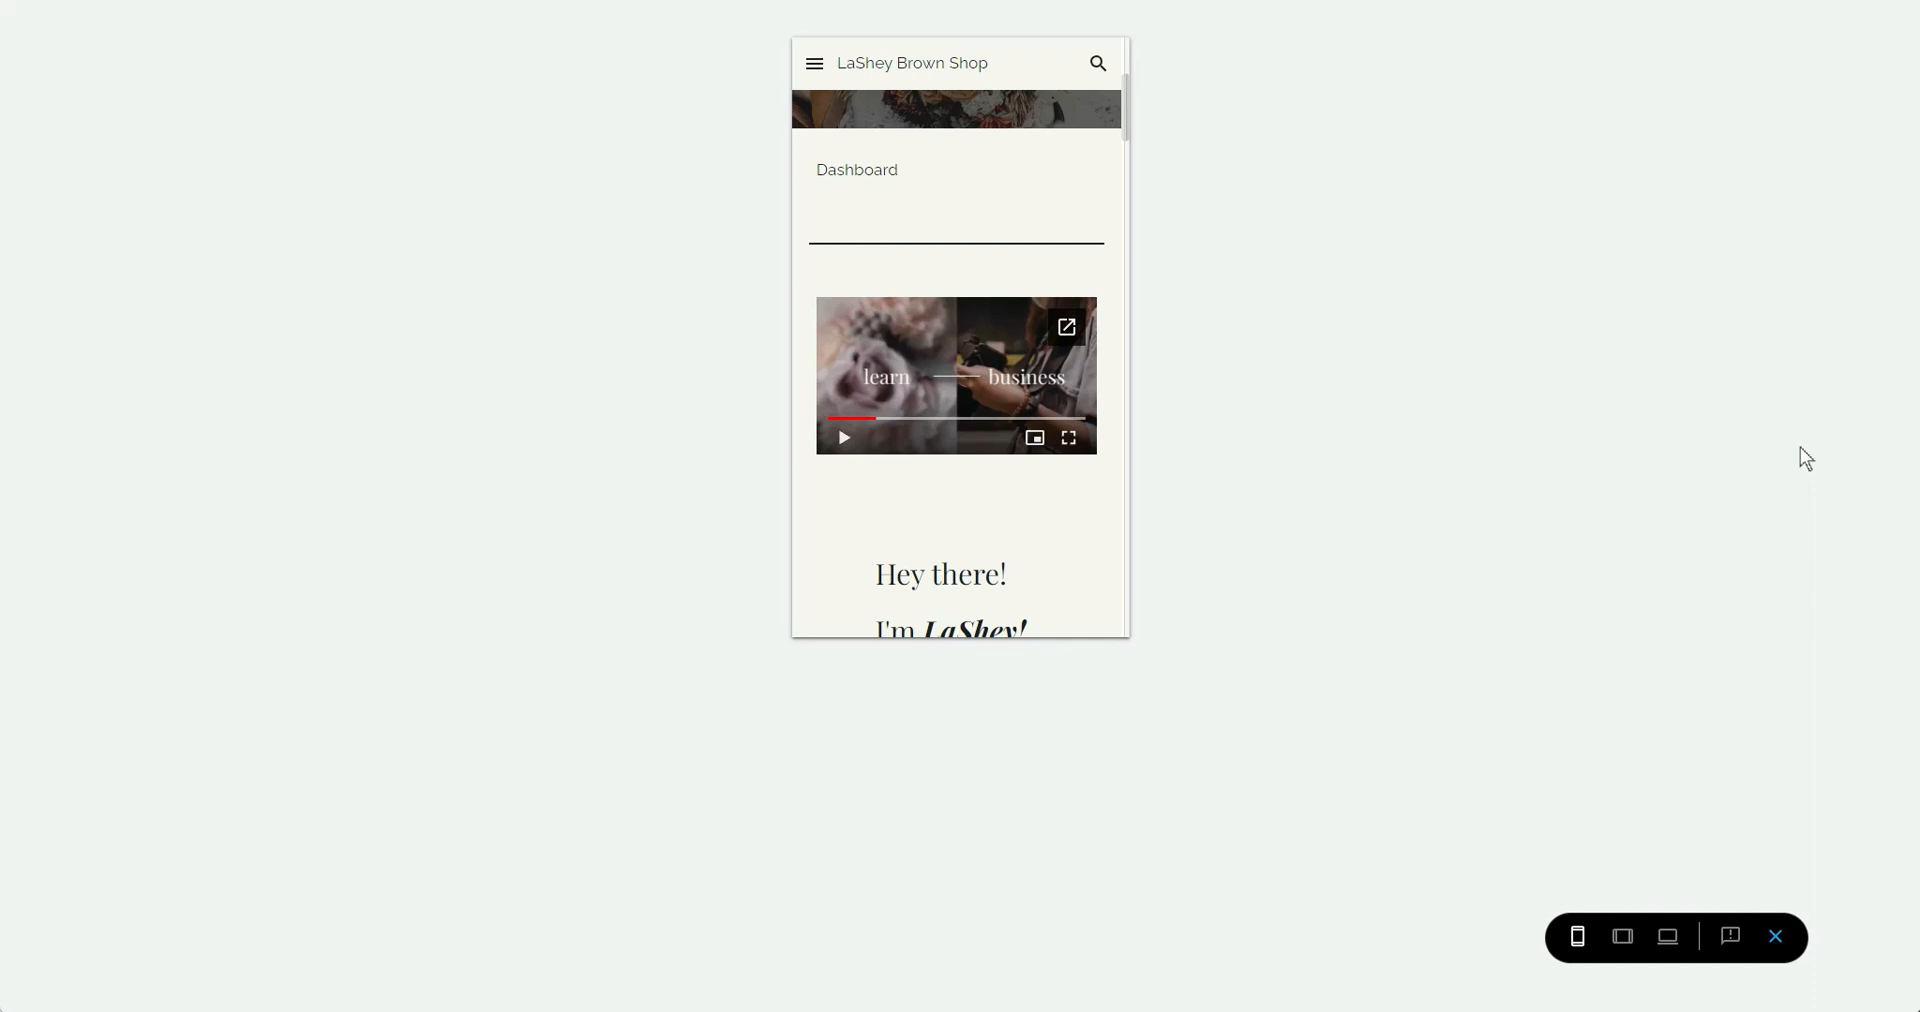 LaShey Brown Shop
Dashboard
learn business
Hey there!
I'm LaShey!